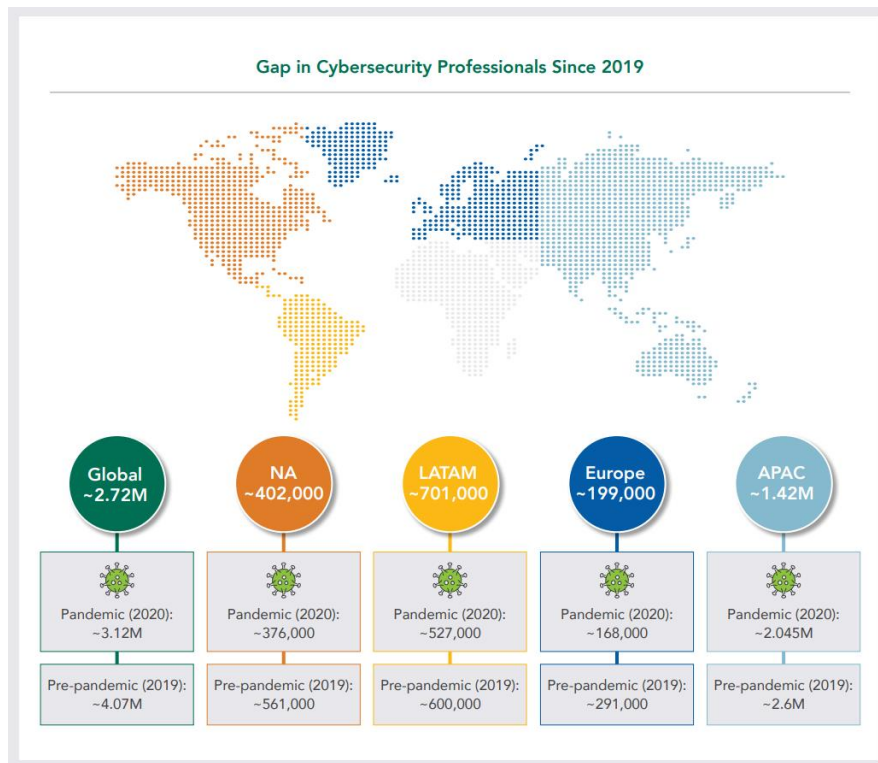 Gap in Cybersecurity Professionals Since 2019
Global
~2.72M
NA
~402,000
LATAM
~701,000
Europe
~199,000
APAC
~1.42M
Pandemic (2020):
~3.12M
Pandemic (2020):
~376,000
Pandemic (2020):
~527,000
Pandemic (2020):
~168,000
Pandemic (2020):
~2.045M
Pre-pandemic (2019):
~4.07M
Pre-pandemic (2019):
~561,000
Pre-pandemic (2019):
~600,000
Pre-pandemic (2019):
~291,000
Pre-pandemic (2019):
~2.6M